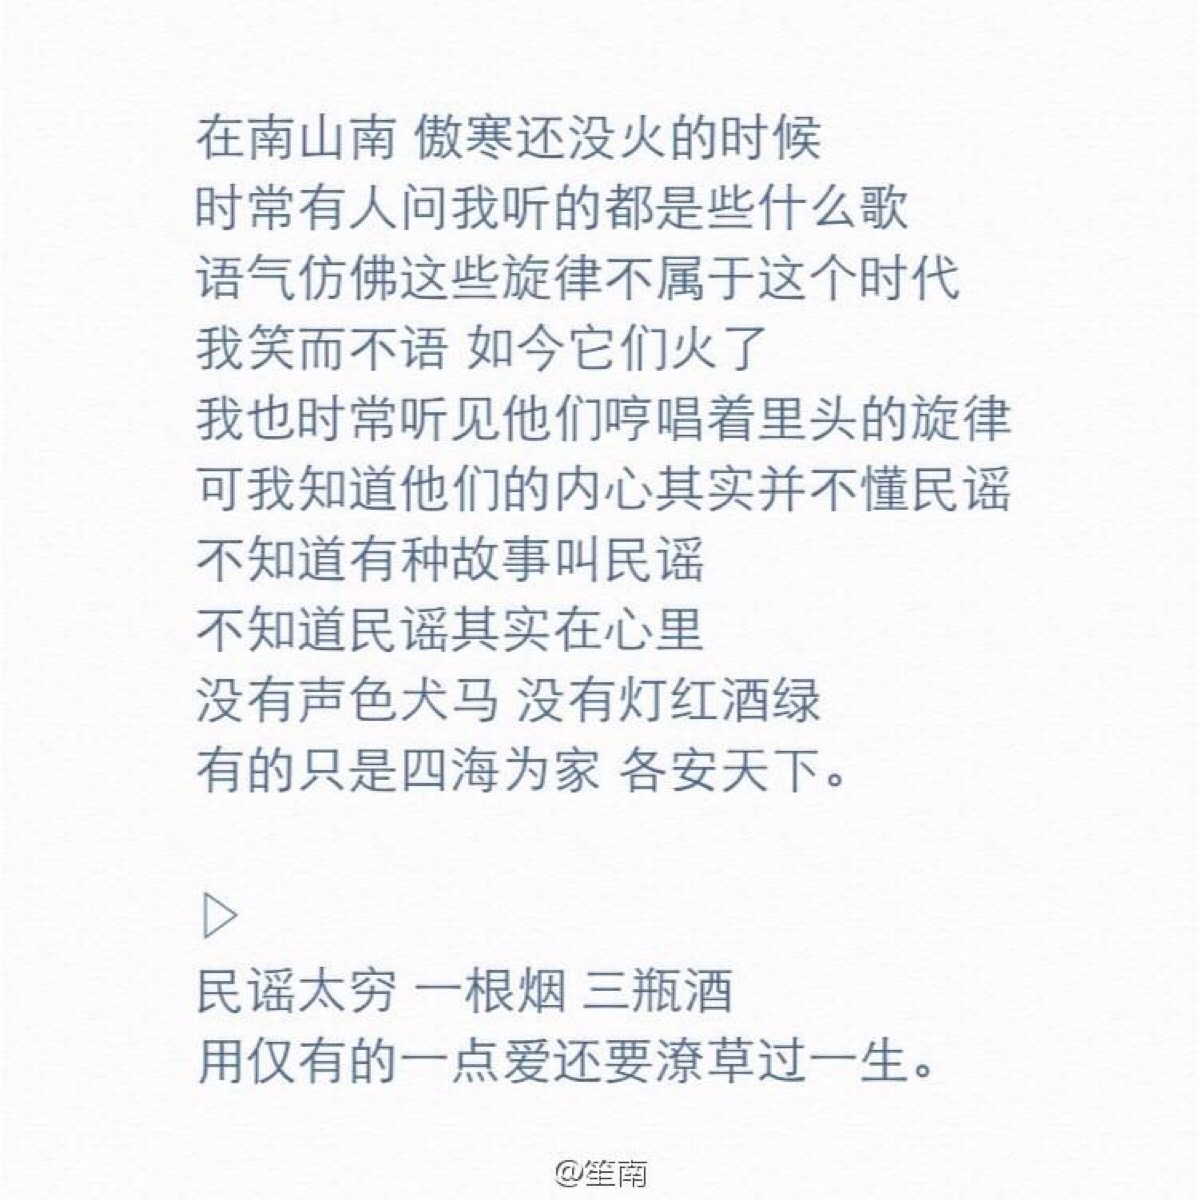 在南山南 傲寒还没火的时候
时常有人问我听的都是些什么歌
语气仿佛这些旋律不属于这个时代
我笑而不语 如今它们火了
我也时常听见他们哼唱着里头的旋律
可我知道他们的内心其实并不懂民谣
不知道有种故事叫民谣
不知道民谣其实在心里
没有声色犬马 没有灯红酒绿
有的只是四海为家 各安天下。
▷
民谣太穷 一根烟 三瓶酒
用仅有的一点爱还要潦草过一生。
@笙南